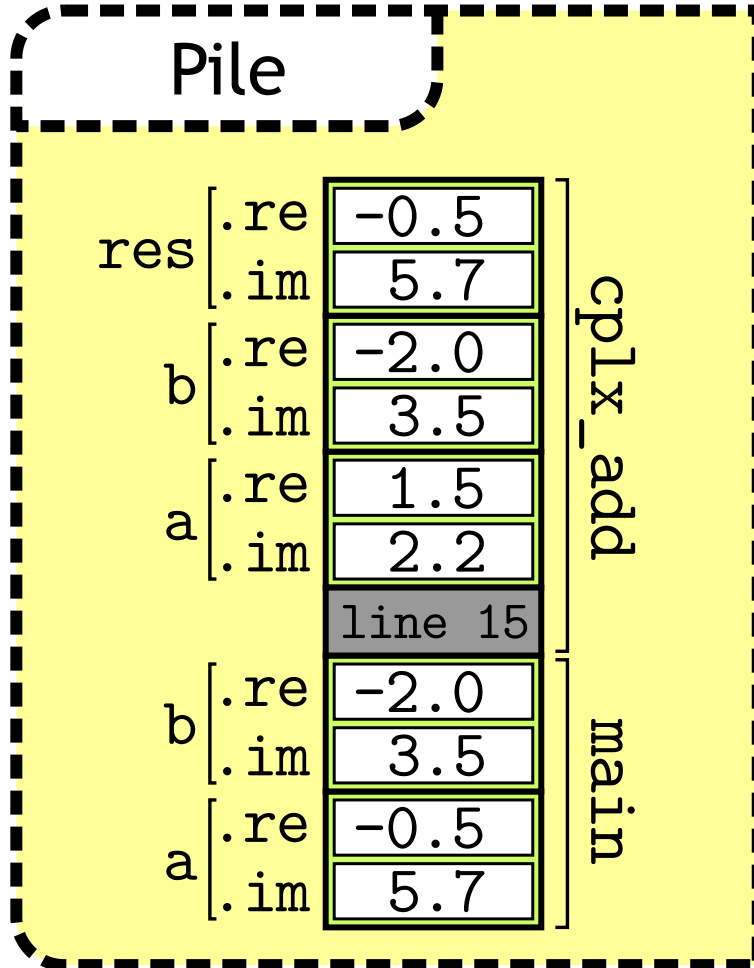 Pile
res .re -0.5
.im 5.7
b .re -2.0
.im 3.5
a .re 1.5
.im 2.2
line 15
cplx_add
b .re -2.0
.im 3.5
a .re -0.5
.im 5.7
main